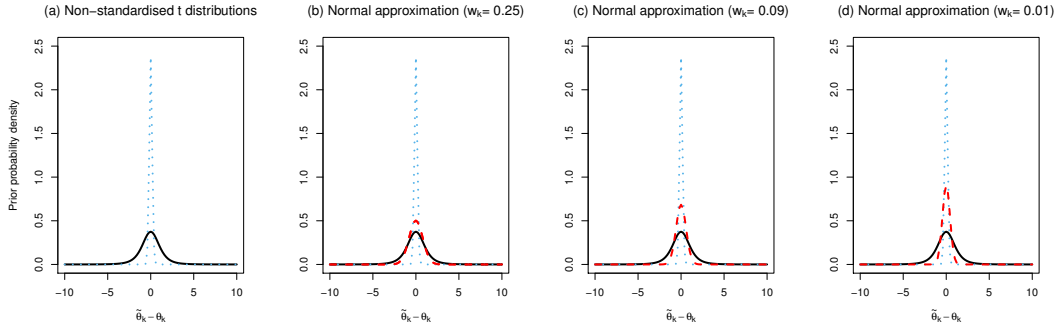 (a) Non−standardised t distributions
Prior probability density
0.0 0.5 1.0 1.5 2.0 2.5
−10 −5 0 5 10
θ̃ₖ − θₖ
(b) Normal approximation (wₖ= 0.25)
0.0 0.5 1.0 1.5 2.0 2.5
−10 −5 0 5 10
θ̃ₖ − θₖ
(c) Normal approximation (wₖ= 0.09)
0.0 0.5 1.0 1.5 2.0 2.5
−10 −5 0 5 10
θ̃ₖ − θₖ
(d) Normal approximation (wₖ= 0.01)
0.0 0.5 1.0 1.5 2.0 2.5
−10 −5 0 5 10
θ̃ₖ − θₖ